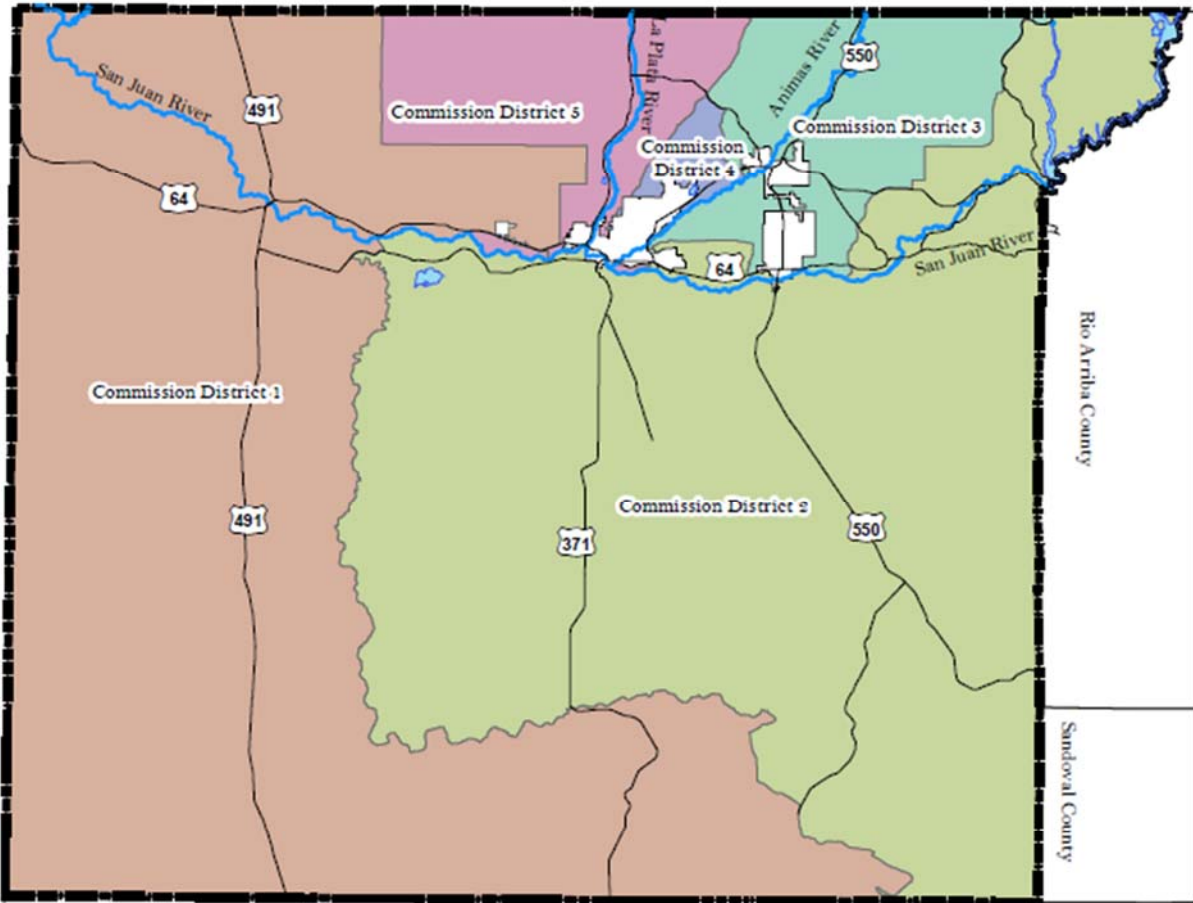 La Plata River
Animas River
550
San Juan River
491
Commission District 5
Commission District 3
Commission
District 4
64
San Juan River
64
Rio Arriba County
Commission District 1
Commission District 2
491
371
550
Sandoval County